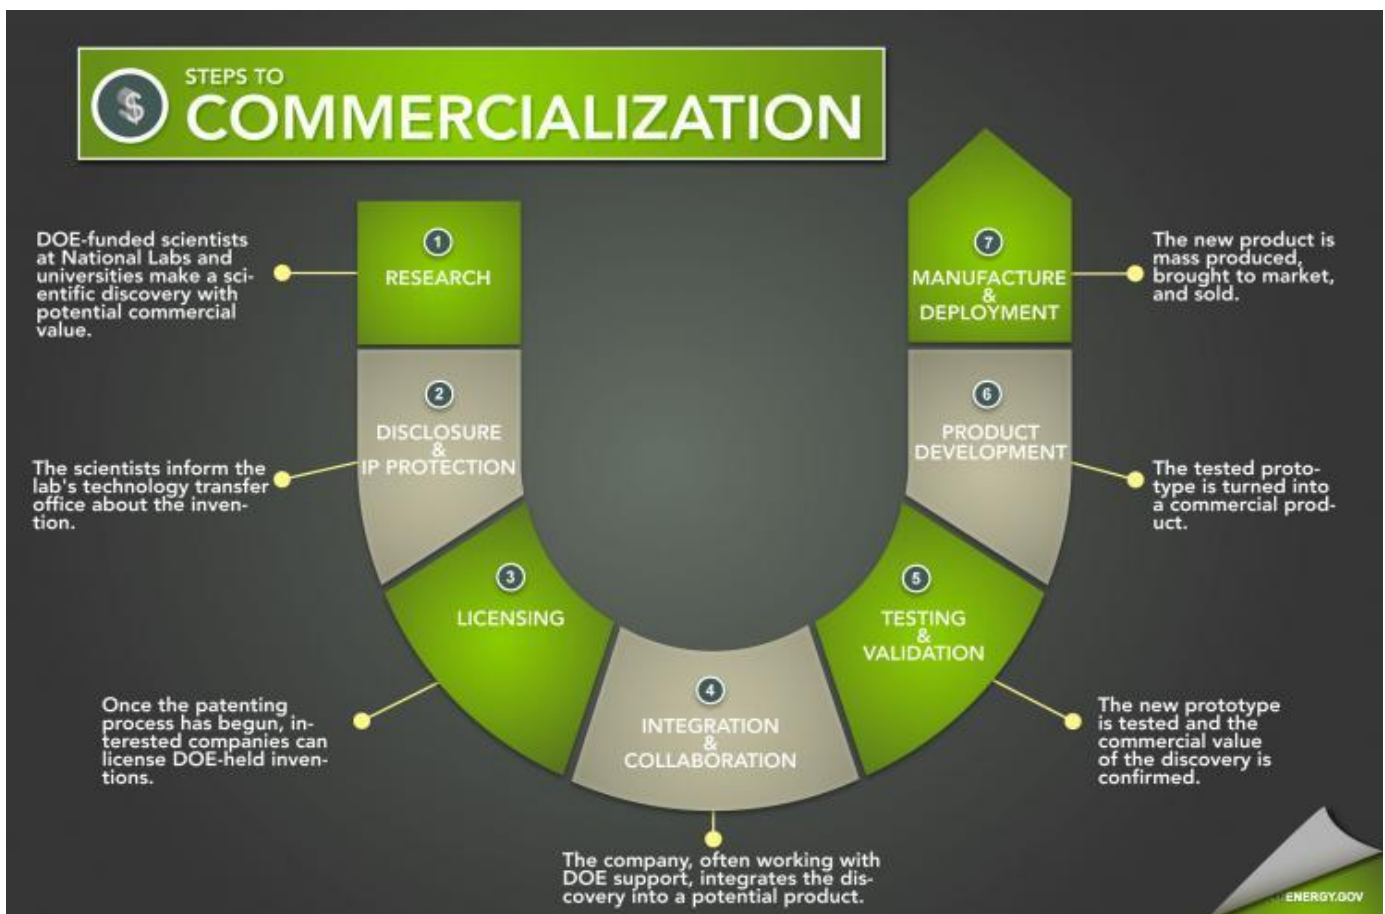 STEPS TO
COMMERCIALIZATION
1
RESEARCH
DOE-funded scientists
at National Labs and
universities make a sci-
entific discovery with
potential commercial
value.
2
DISCLOSURE
&
IP PROTECTION
The scientists inform the
lab's technology transfer
office about the inven-
tion.
3
LICENSING
Once the patenting
process has begun, in-
terested companies can
license DOE-held inven-
tions.
4
INTEGRATION
&
COLLABORATION
The company, often working with
DOE support, integrates the dis-
covery into a potential product.
5
TESTING
&
VALIDATION
The new prototype
is tested and the
commercial value
of the discovery is
confirmed.
6
PRODUCT
DEVELOPMENT
The tested proto-
type is turned into
a commercial prod-
uct.
7
MANUFACTURE
&
DEPLOYMENT
The new product is
mass produced,
brought to market,
and sold.
ENERGY.GOV